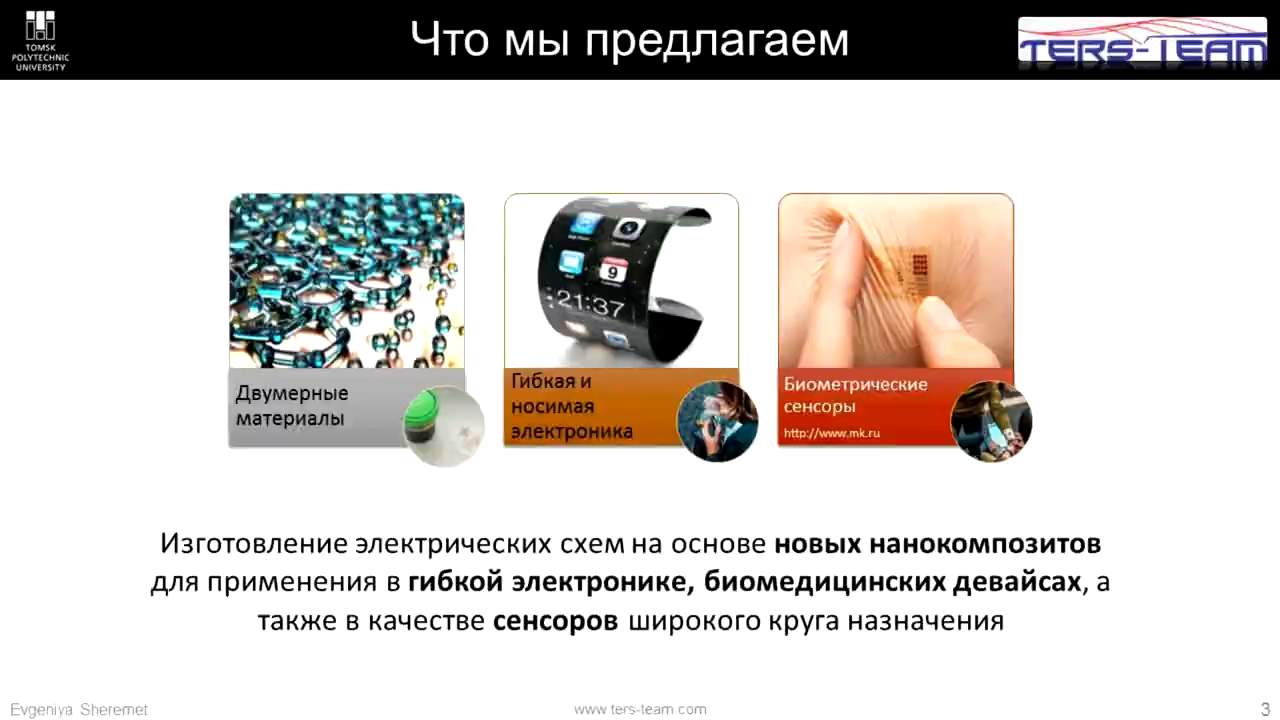 TOMSK
POLYTECHNIC
UNIVERSITY
Что мы предлагаем
TERS-TEAM
9
21:37
Двумерные
материалы
Гибкая и
носимая
электроника
Биометрические
сенсоры
http://www.mk.ru
Изготовление электрических схем на основе новых нанокомпозитов
для применения в гибкой электронике, биомедицинских девайсах, а
также в качестве сенсоров широкого круга назначения
Evgeniya Sheremet
www.ters-team.com
3